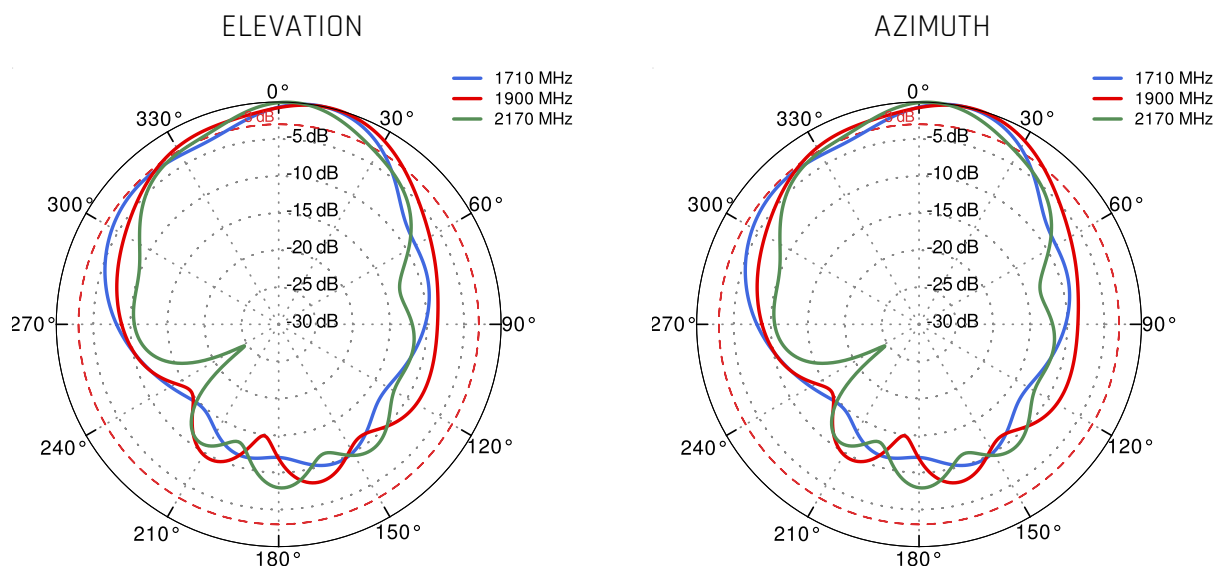 ELEVATION
1710 MHz
1900 MHz
2170 MHz
0°
30°
60°
90°
120°
150°
180°
210°
240°
270°
300°
330°
dB
-5 dB
-10 dB
-15 dB
-20 dB
-25 dB
-30 dB
AZIMUTH
1710 MHz
1900 MHz
2170 MHz
0°
30°
60°
90°
120°
150°
180°
210°
240°
270°
300°
330°
dB
-5 dB
-10 dB
-15 dB
-20 dB
-25 dB
-30 dB